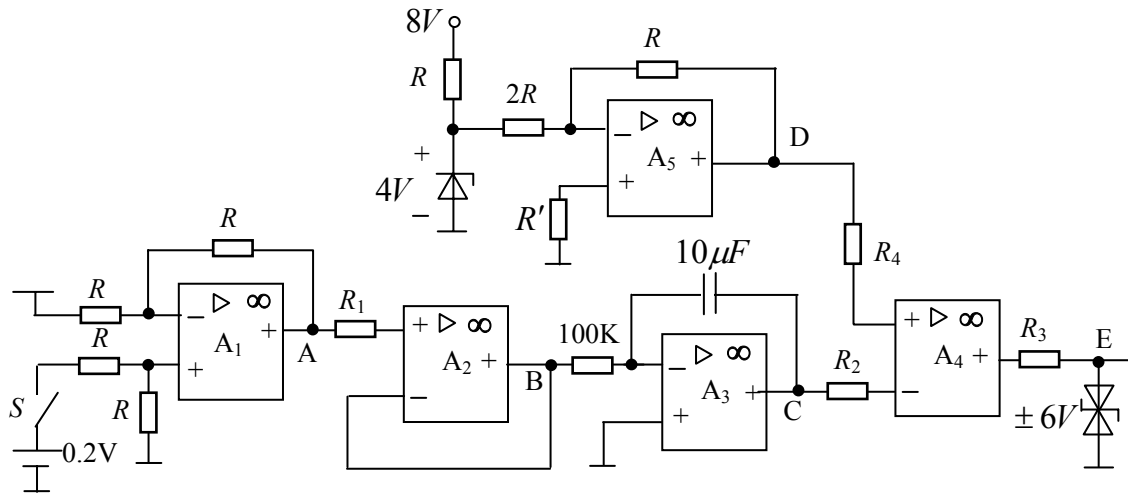 8V
R
R
2R
▷ ∞
−
A₅
+
+
D
+
4V
−
R′
R₄
R
10μF
R
R
▷ ∞
−
A₁
+
+
A
R₁
+
▷ ∞
A₂
+
−
B
100K
▷ ∞
−
A₃
+
+
C
R₂
+
▷ ∞
A₄
+
−
R₃
E
±6V
S
R
0.2V